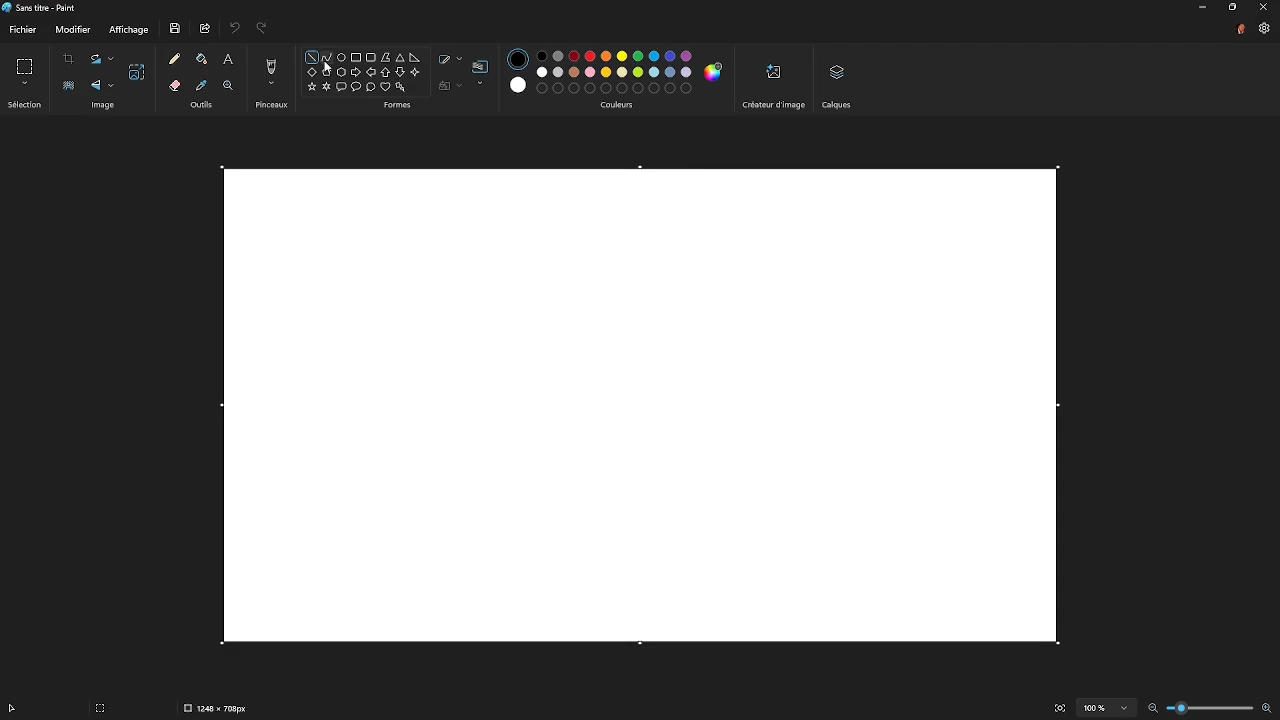 Sans titre - Paint
Fichier Modifier Affichage
Sélection Image Outils Pinceaux Formes Couleurs Créateur d'image Calques
1248 × 708px 100 %